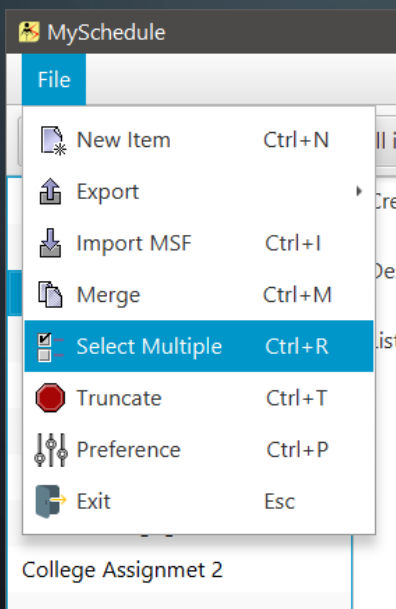 MySchedule
File
New Item Ctrl+N
Export
Import MSF Ctrl+I
Merge Ctrl+M
Select Multiple Ctrl+R
Truncate Ctrl+T
Preference Ctrl+P
Exit Esc
College Assignmet 2